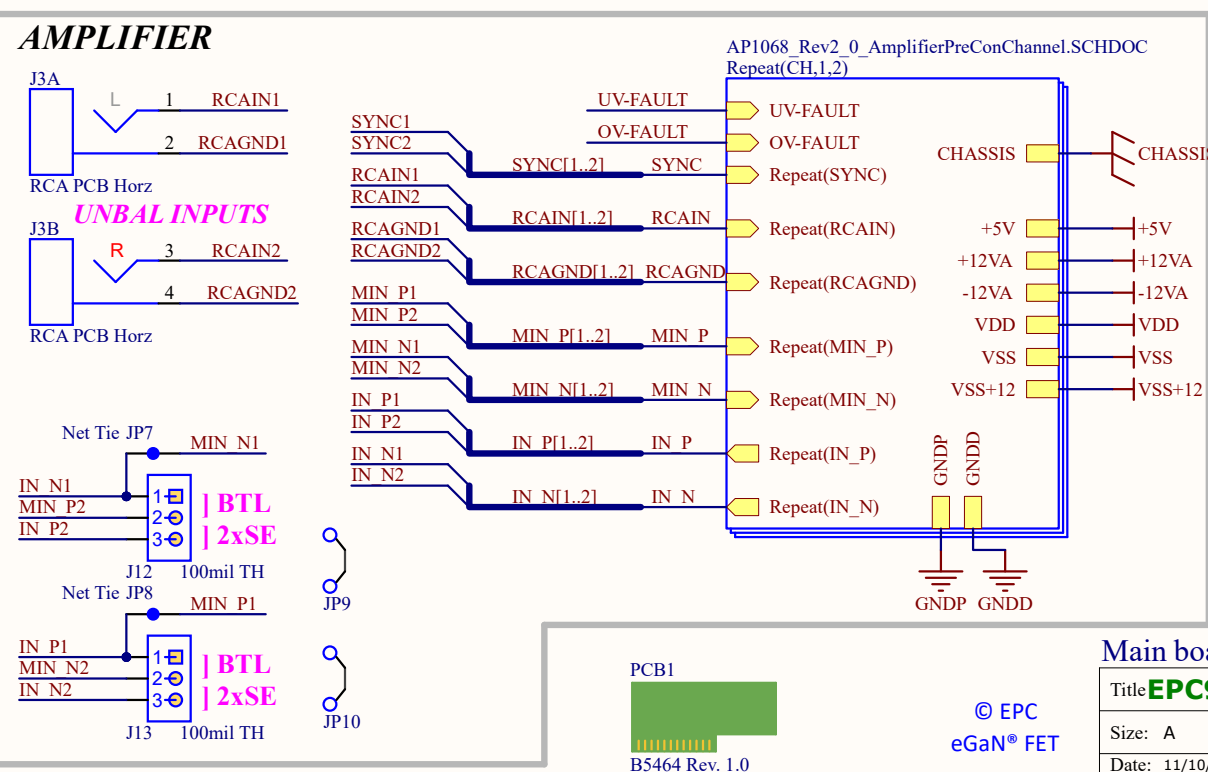 AMPLIFIER
J3A
L
1
RCAIN1
2
RCAGND1
RCA PCB Horz
UNBAL INPUTS
J3B
R
3
RCAIN2
4
RCAGND2
RCA PCB Horz
Net Tie JP7
MIN_N1
IN_N1
MIN_P2
IN_P2
1
2
3
] BTL
] 2xSE
J12
100mil TH
Net Tie JP8
MIN_P1
IN_P1
MIN_N2
IN_N2
1
2
3
] BTL
] 2xSE
J13
100mil TH
JP9
JP10
SYNC1
SYNC2
SYNC[1..2]
SYNC
RCAIN1
RCAIN2
RCAIN[1..2]
RCAIN
RCAGND1
RCAGND2
RCAGND[1..2]
RCAGND
MIN_P1
MIN_P2
MIN_P[1..2]
MIN_P
MIN_N1
MIN_N2
MIN_N[1..2]
MIN_N
IN_P1
IN_P2
IN_P[1..2]
IN_P
IN_N1
IN_N2
IN_N[1..2]
IN_N
UV-FAULT
OV-FAULT
AP1068_Rev2_0_AmplifierPreConChannel.SCHDOC
Repeat(CH,1,2)
UV-FAULT
OV-FAULT
Repeat(SYNC)
Repeat(RCAIN)
Repeat(RCAGND)
Repeat(MIN_P)
Repeat(MIN_N)
Repeat(IN_P)
Repeat(IN_N)
CHASSIS
+5V
+12VA
-12VA
VDD
VSS
VSS+12
GNDP
GNDD
CHASSIS
+5V
+12VA
-12VA
VDD
VSS
VSS+12
GNDP
GNDD
PCB1
B5464 Rev. 1.0
© EPC
eGaN® FET
Main boa
Title EPC9
Size: A
Date: 11/10/